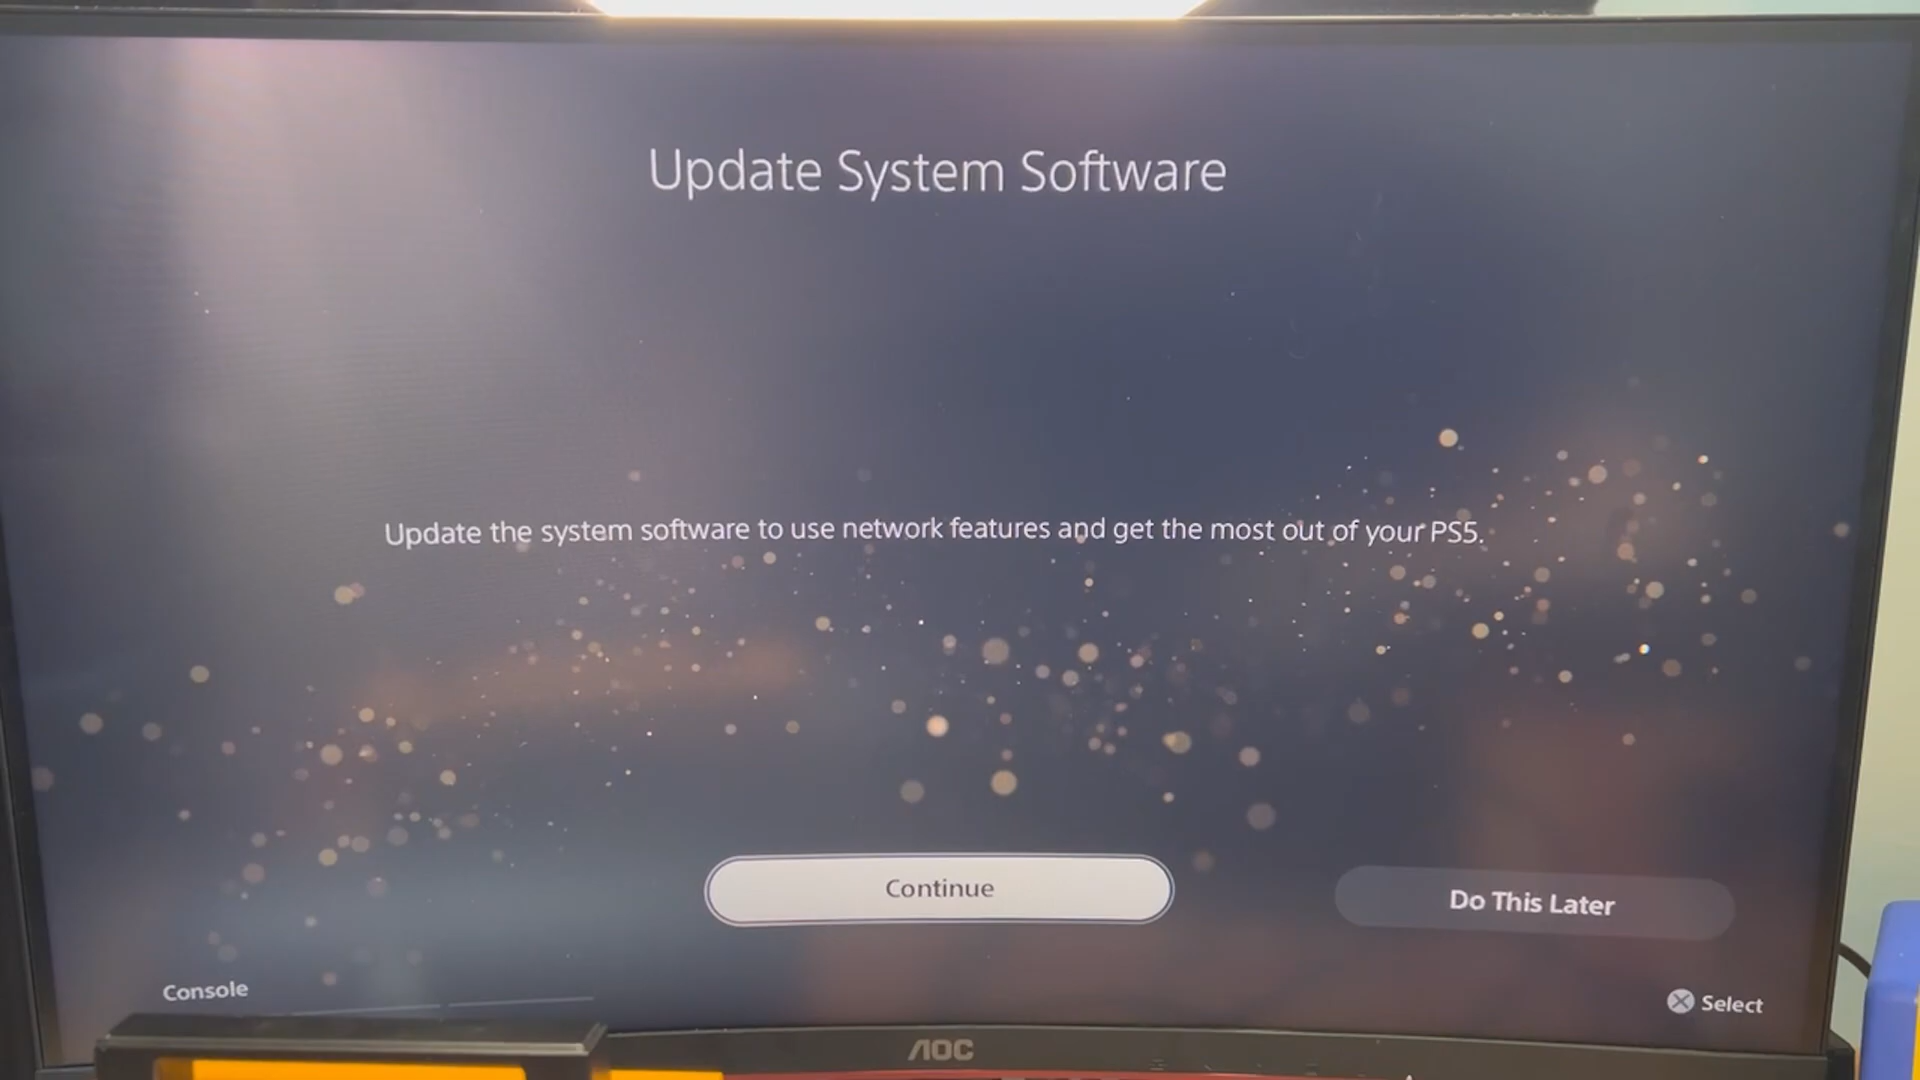 Update System Software
Update the system software to use network features and get the most out of your PS5.
Continue
Do This Later
Console
Select
AOC